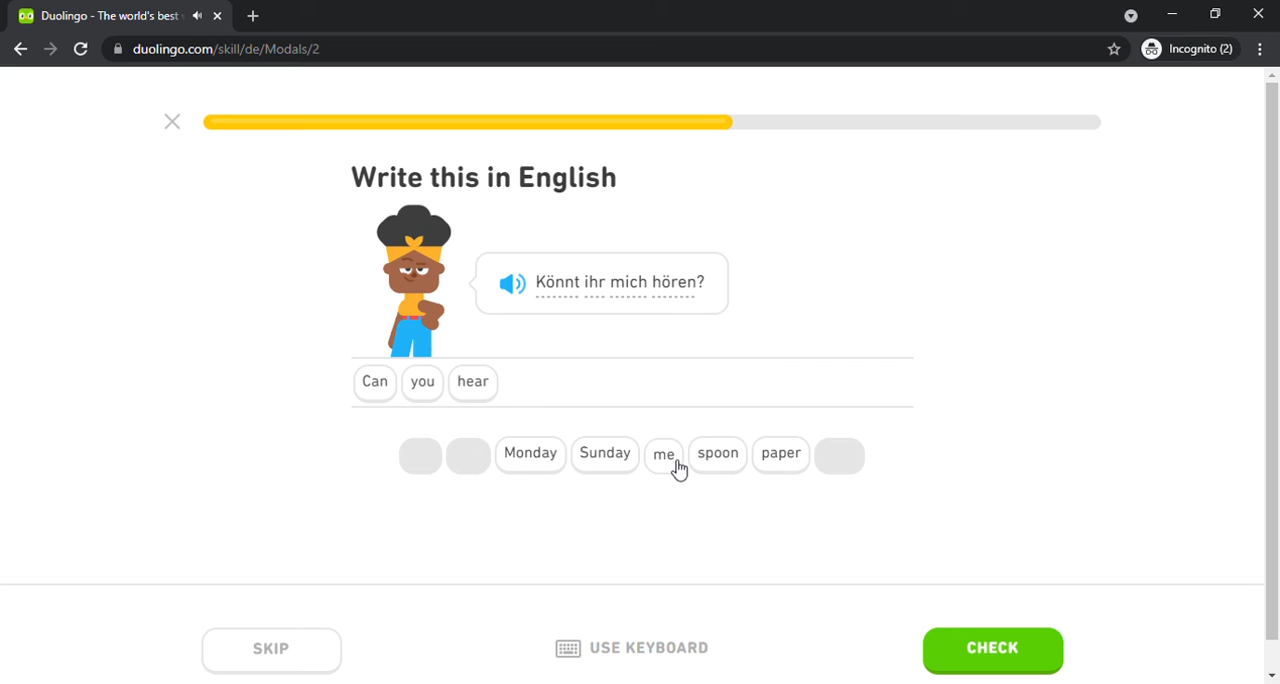 Duolingo - The world's best
duolingo.com/skill/de/Modals/2
Incognito (2)
Write this in English
Könnt ihr mich hören?
Can you hear
Monday Sunday me spoon paper
SKIP USE KEYBOARD CHECK